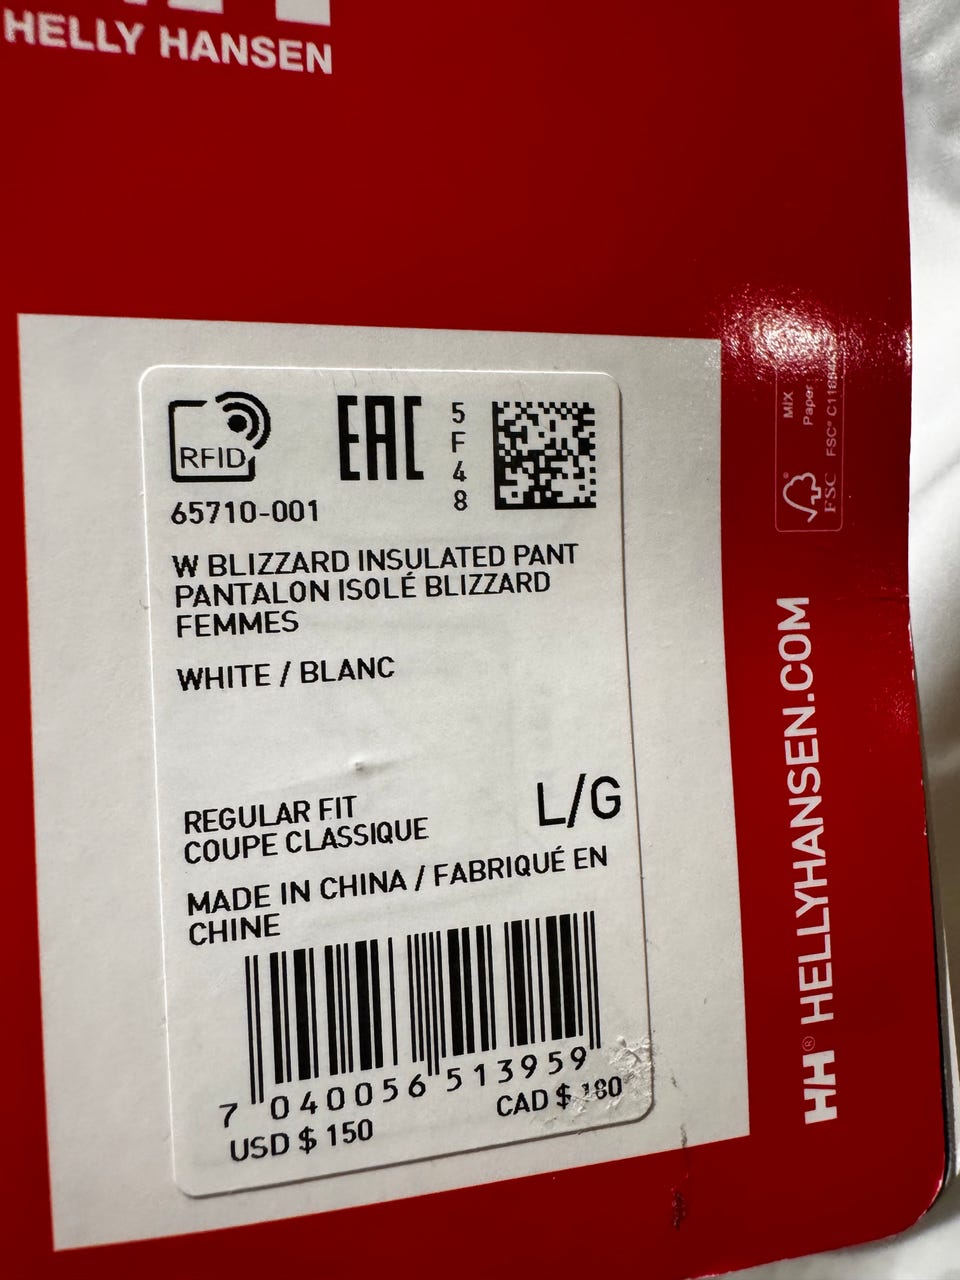 HELLY HANSEN
RFID
EAC
5
F
4
8
65710-001
W BLIZZARD INSULATED PANT
PANTALON ISOLÉ BLIZZARD
FEMMES
WHITE / BLANC
REGULAR FIT
COUPE CLASSIQUE
L/G
MADE IN CHINA / FABRIQUÉ EN
CHINE
7 040056 513959
USD $ 150
CAD $ 180
MIX
Paper
FSC
FSC®
HH® HELLYHANSEN.COM